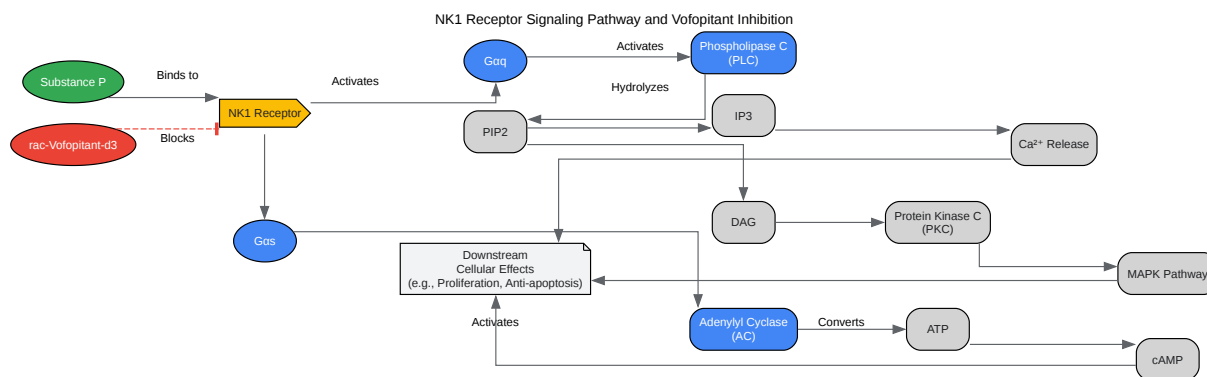 NK1 Receptor Signaling Pathway and Vofopitant Inhibition
Substance P
Binds to
rac-Vofopitant-d3
Blocks
NK1 Receptor
Activates
Gαq
Activates
Phospholipase C
(PLC)
Hydrolyzes
PIP2
IP3
Ca²⁺ Release
DAG
Protein Kinase C
(PKC)
MAPK Pathway
Gαs
Downstream
Cellular Effects
(e.g., Proliferation, Anti-apoptosis)
Activates
Adenylyl Cyclase
(AC)
Converts
ATP
cAMP